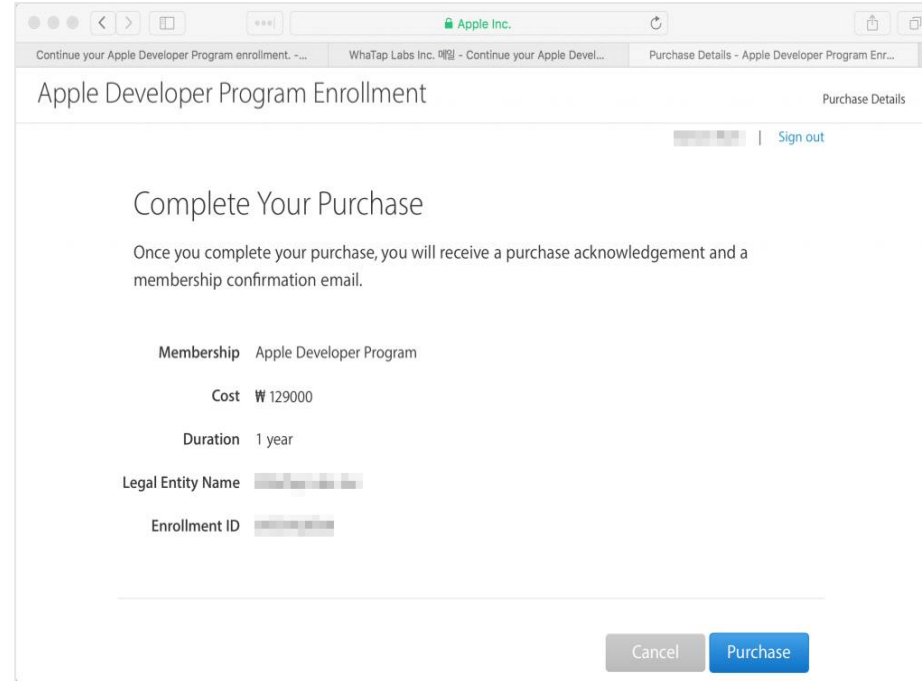 Apple Inc.
Continue your Apple Developer Program enrollment. -...
WhaTap Labs Inc. 메일 - Continue your Apple Devel...
Purchase Details - Apple Developer Program Enr...
Apple Developer Program Enrollment
Purchase Details
| Sign out
Complete Your Purchase
Once you complete your purchase, you will receive a purchase acknowledgement and a
membership confirmation email.
Membership Apple Developer Program
Cost ₩ 129000
Duration 1 year
Legal Entity Name
Enrollment ID
Cancel Purchase